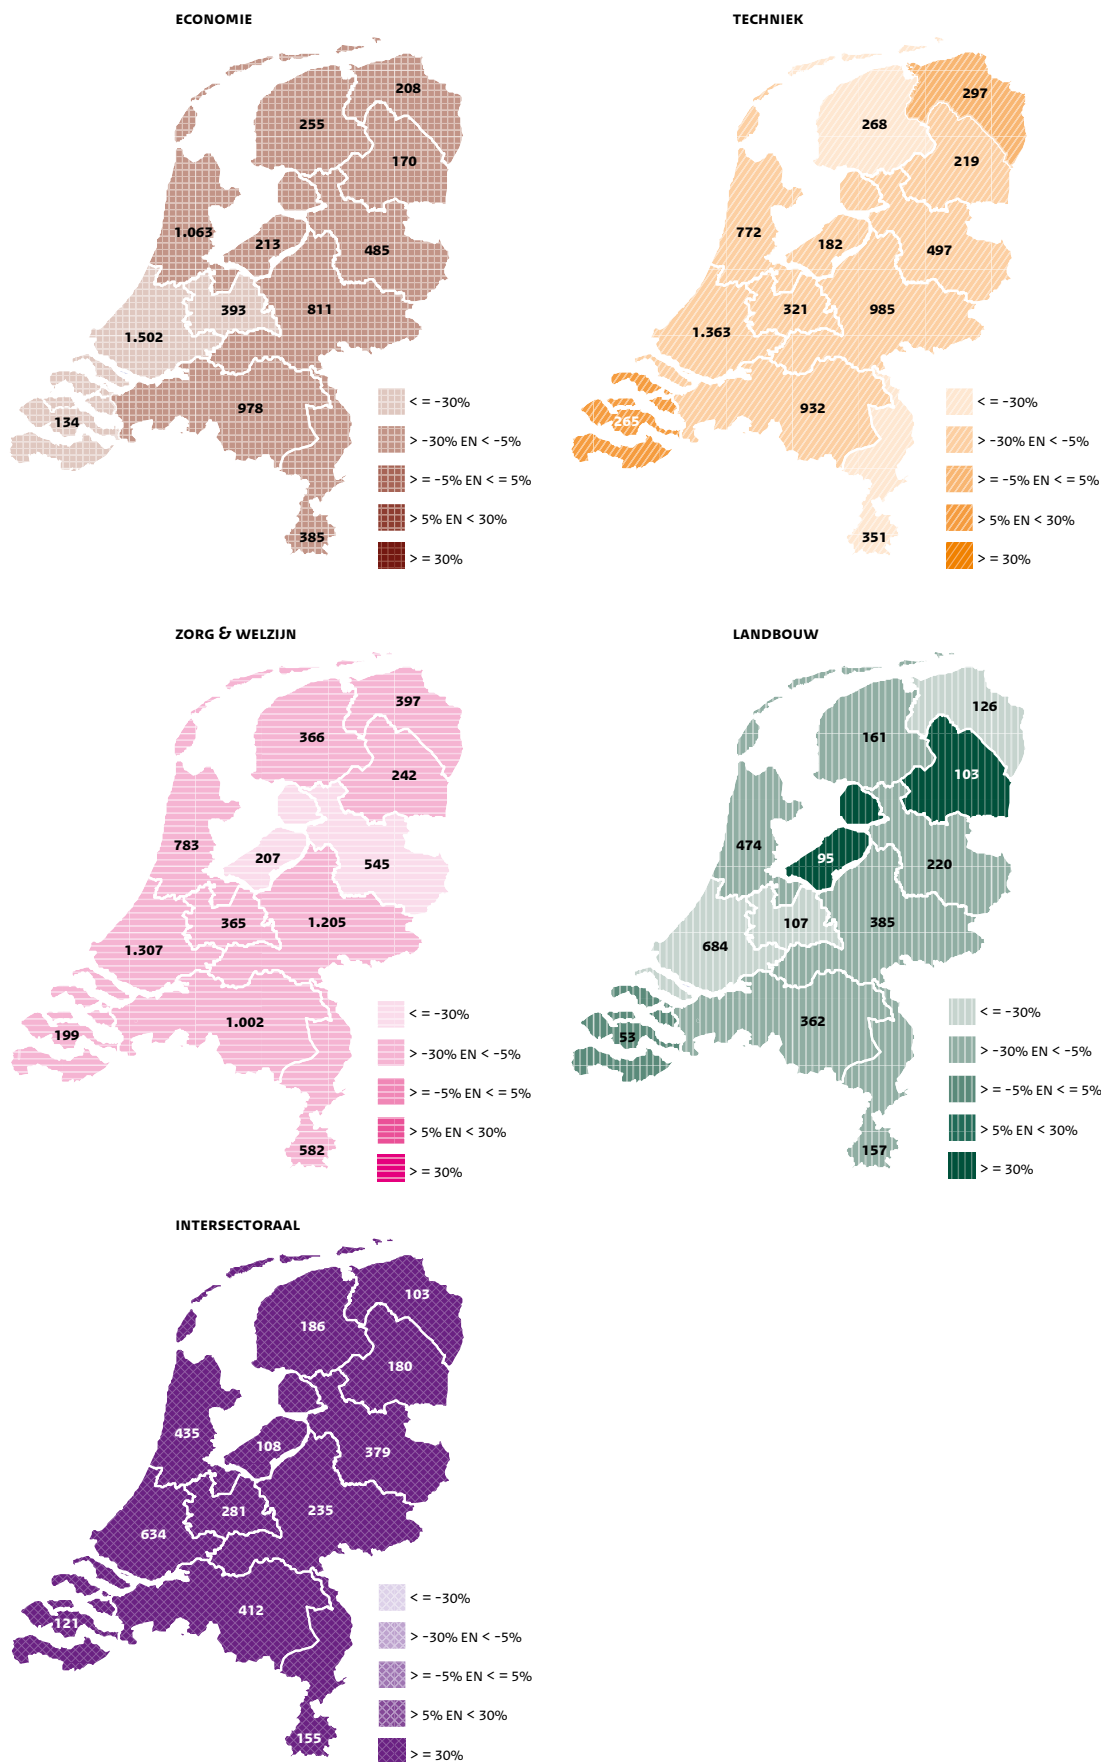 ECONOMIE
208
255
170
1.063
213
485
393
811
1.502
978
134
385
< = -30%
> -30% EN < -5%
> = -5% EN < = 5%
> 5% EN < 30%
> = 30%
TECHNIEK
297
268
219
772
182
497
321
985
1.363
932
265
351
< = -30%
> -30% EN < -5%
> = -5% EN < = 5%
> 5% EN < 30%
> = 30%
ZORG & WELZIJN
397
366
242
783
207
545
365
1.205
1.307
1.002
199
582
< = -30%
> -30% EN < -5%
> = -5% EN < = 5%
> 5% EN < 30%
> = 30%
LANDBOUW
126
161
103
474
95
220
107
385
684
362
53
157
< = -30%
> -30% EN < -5%
> = -5% EN < = 5%
> 5% EN < 30%
> = 30%
INTERSECTORAAL
103
186
180
435
108
379
281
235
634
412
121
155
< = -30%
> -30% EN < -5%
> = -5% EN < = 5%
> 5% EN < 30%
> = 30%